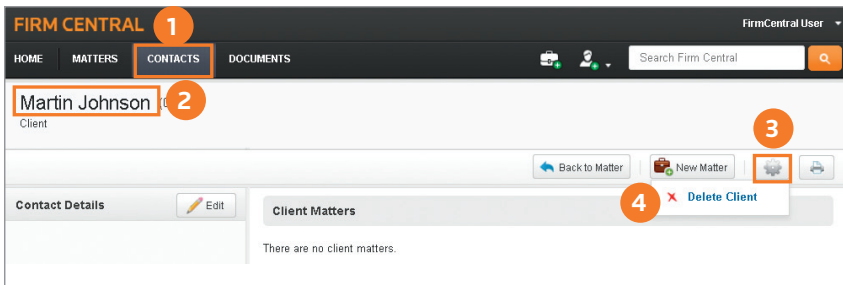 FIRM CENTRAL
1
FirmCentral User
HOME MATTERS CONTACTS DOCUMENTS Search Firm Central
Martin Johnson
2
Client
3
Back to Matter New Matter
4 Delete Client
Contact Details Edit Client Matters
There are no client matters.